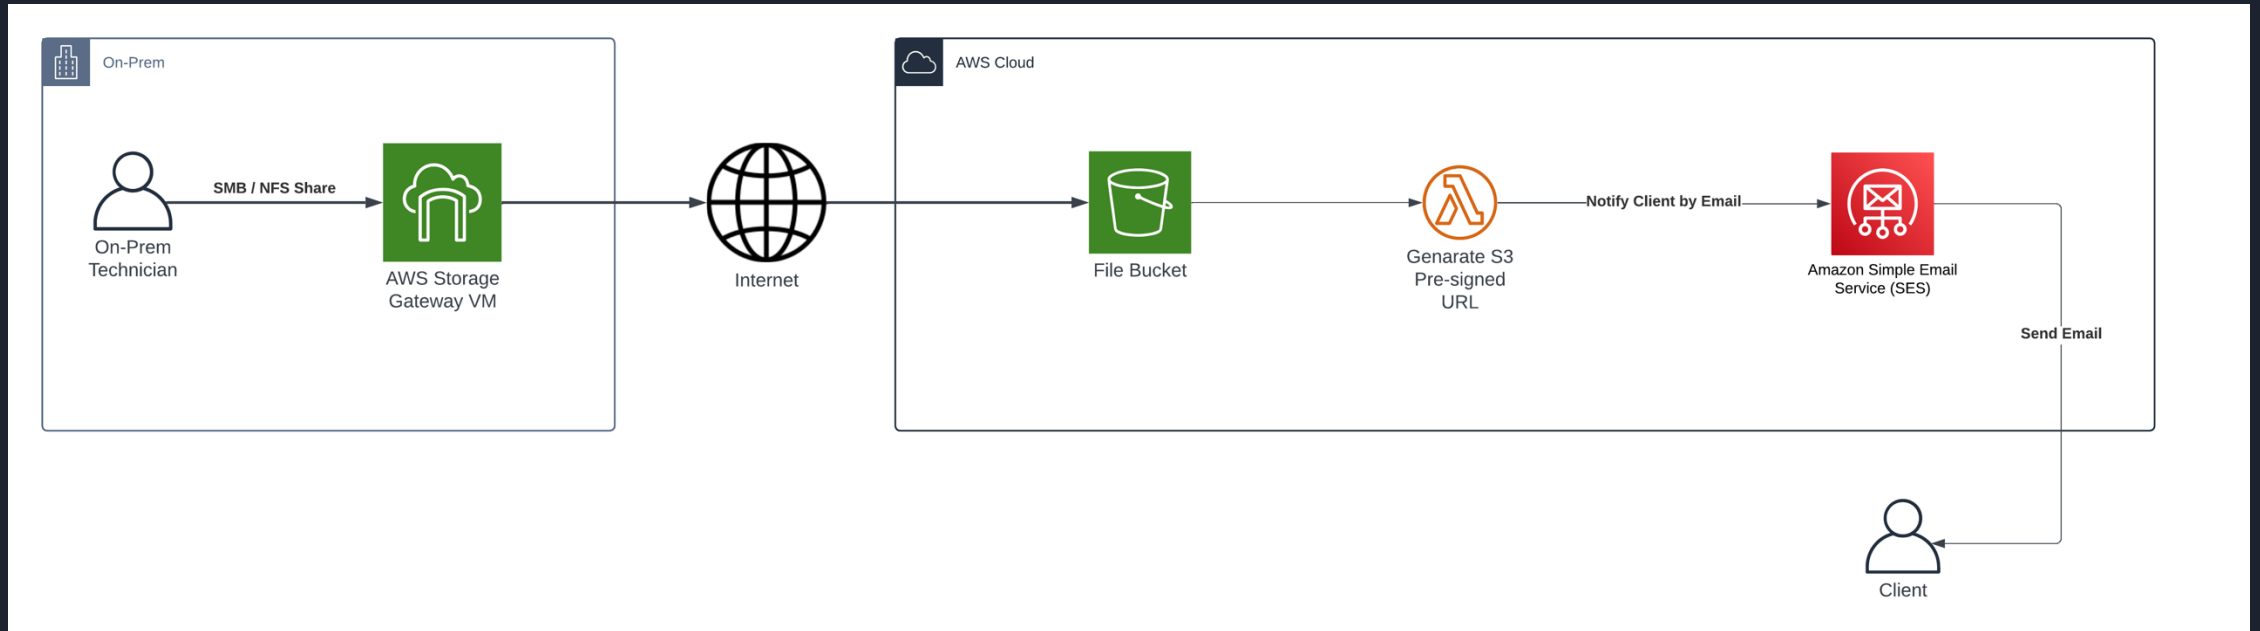 On-Prem
AWS Cloud
SMB / NFS Share
On-Prem
Technician
AWS Storage
Gateway VM
Internet
File Bucket
Genarate S3
Pre-signed
URL
Notify Client by Email
Amazon Simple Email
Service (SES)
Send Email
Client